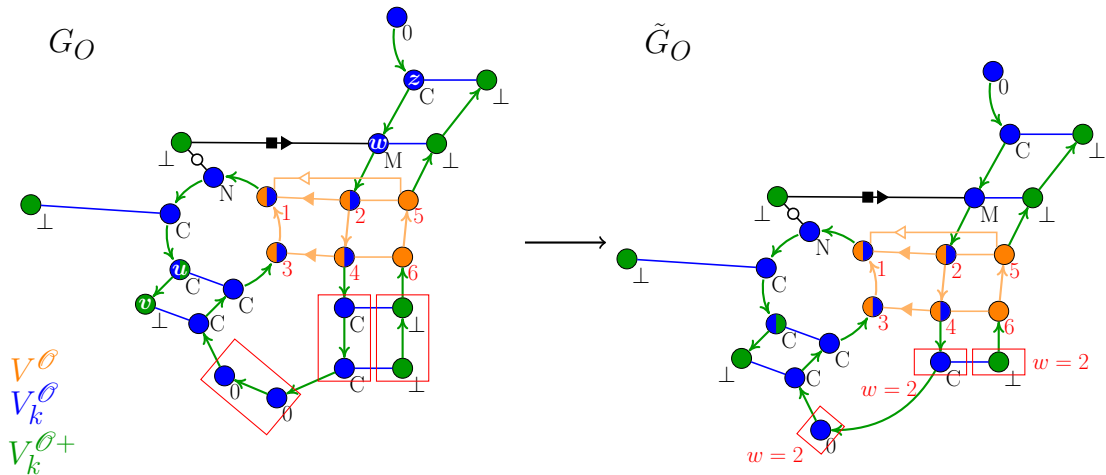 G_O
0
z
C
⊥
w
M
⊥
⊥
N
1
2
5
⊥
C
u
C
C
3
4
6
v
⊥
C
C
⊥
C
⊥
0
0
V^𝒪
V_k^𝒪
V_k^{𝒪+}
G̃_O
0
C
⊥
⊥
M
⊥
N
1
2
5
⊥
C
C
C
3
4
6
⊥
C
C
⊥
w = 2
w = 2
0
w = 2